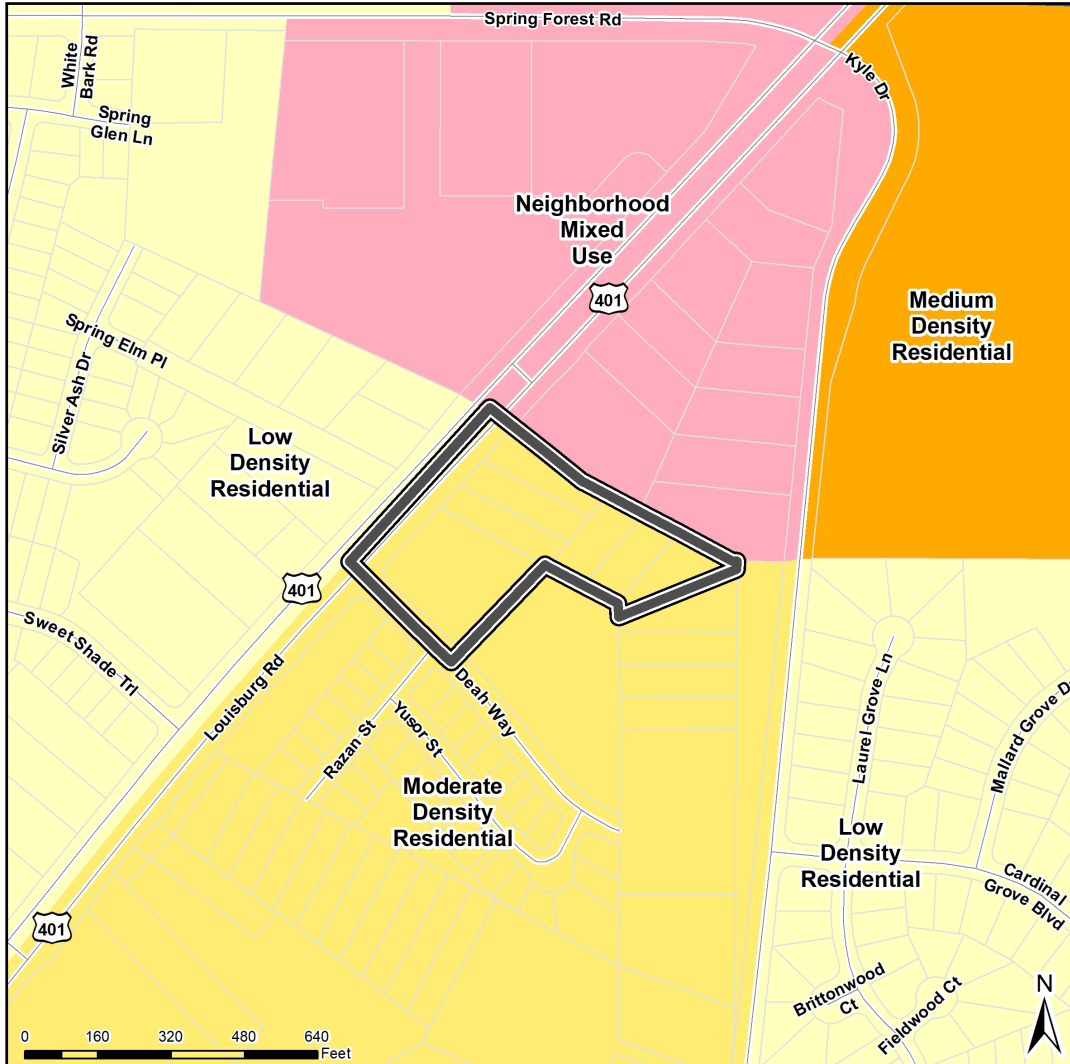 Spring Forest Rd
White
Bark Rd
Kyle Dr
Spring
Glen Ln
Neighborhood
Mixed
Use
401
Medium
Density
Residential
Spring Elm Pl
Silver Ash Dr
Low
Density
Residential
401
Sweet Shade Trl
Louisburg Rd
Deah Way
Yusor St
Razan St
Laurel Grove Ln
Mallard Grove D
Moderate
Density
Residential
Low
Density
Residential
Cardinal
Grove Blvd
401
Brittonwood
Ct
Fieldwood Ct
N
0 160 320 480 640
Feet